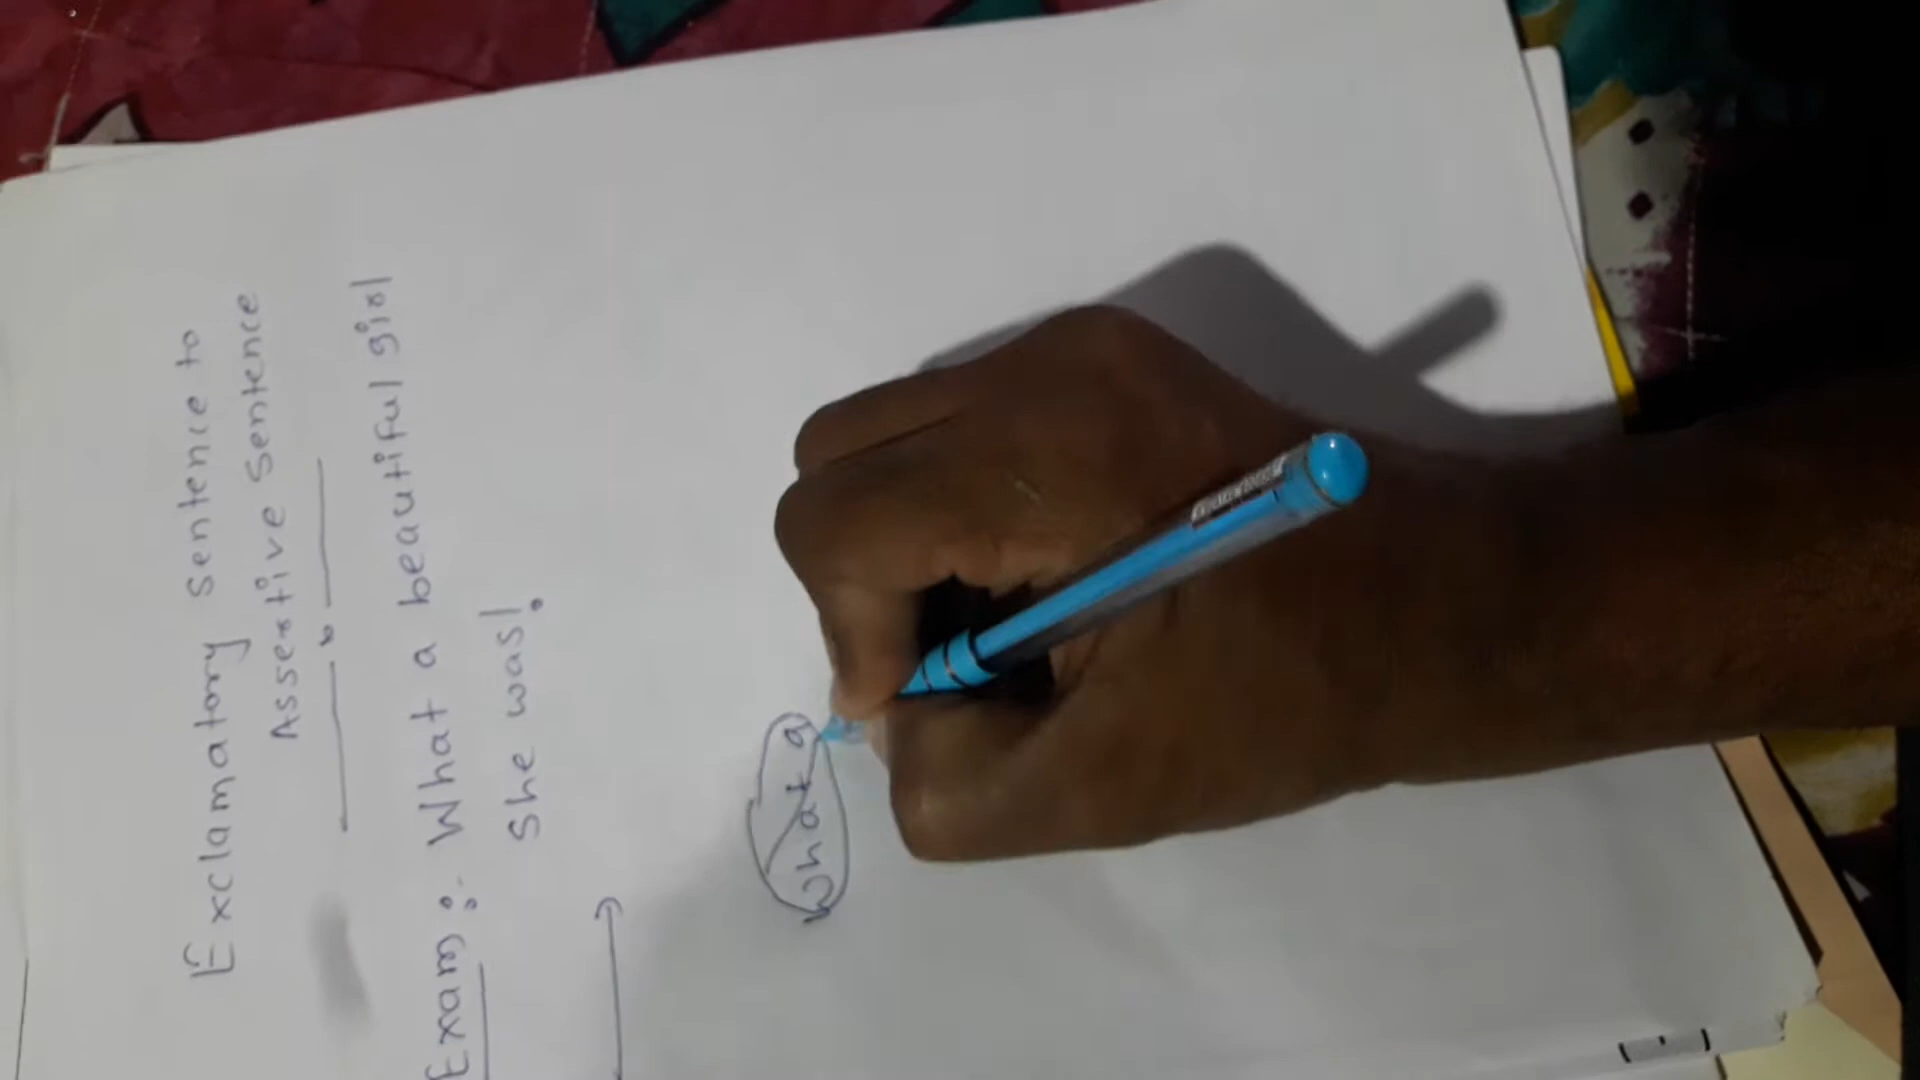 Exclamatory sentence to
Assertive sentence
Exam:- What a beautiful girl
She was!
What a